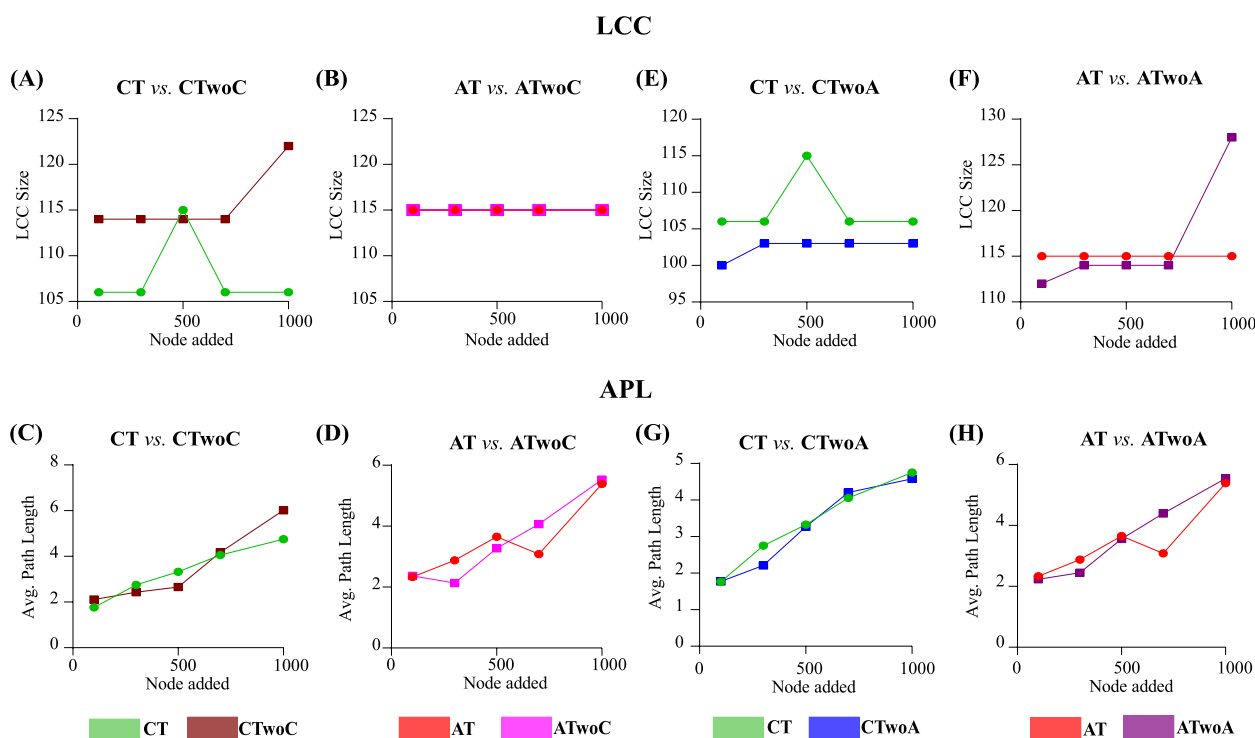 LCC
(A)
CT vs. CTwoC
125
120
115
110
105
LCC Size
0
500
1000
Node added
(B)
AT vs. ATwoC
125
120
115
110
105
LCC Size
0
500
1000
Node added
(E)
CT vs. CTwoA
120
115
110
105
100
95
LCC Size
0
500
1000
Node added
(F)
AT vs. ATwoA
130
125
120
115
110
LCC Size
0
500
1000
Node added
APL
(C)
CT vs. CTwoC
8
6
4
2
0
Avg. Path Length
0
500
1000
Node added
CT
CTwoC
(D)
AT vs. ATwoC
6
4
2
0
Avg. Path Length
0
500
1000
Node added
AT
ATwoC
(G)
CT vs. CTwoA
5
4
3
2
1
0
Avg. Path Length
0
500
1000
Node added
CT
CTwoA
(H)
AT vs. ATwoA
6
4
2
0
Avg. Path Length
0
500
1000
Node added
AT
ATwoA